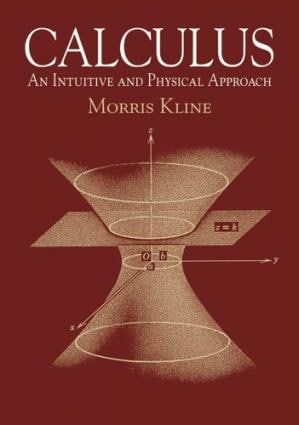 CALCULUS
AN INTUITIVE AND PHYSICAL APPROACH
MORRIS KLINE
z
z = k
O
b
a
y
x